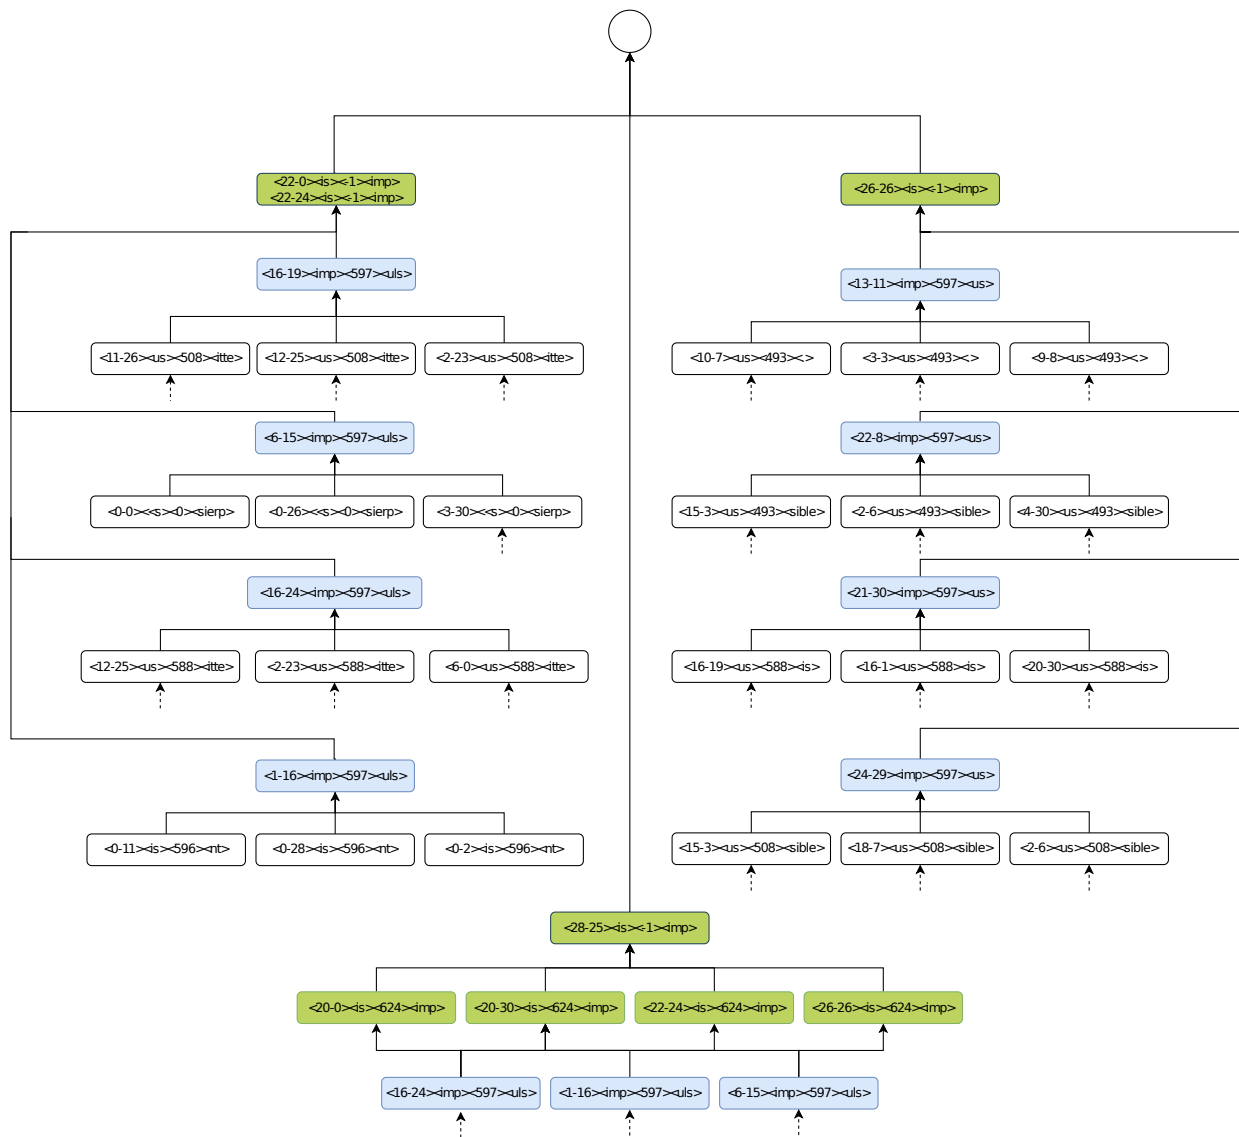 <22-0><is><-1><imp>
<22-24><is><-1><imp>
<26-26><is><-1><imp>
<16-19><imp><597><uls>
<13-11><imp><597><us>
<11-26><us><508><itte>
<12-25><us><508><itte>
<2-23><us><508><itte>
<10-7><us><493><>
<3-3><us><493><>
<9-8><us><493><>
<6-15><imp><597><uls>
<22-8><imp><597><us>
<0-0><<s><0><sierp>
<0-26><<s><0><sierp>
<3-30><<s><0><sierp>
<15-3><us><493><sible>
<2-6><us><493><sible>
<4-30><us><493><sible>
<16-24><imp><597><uls>
<21-30><imp><597><us>
<12-25><us><588><itte>
<2-23><us><588><itte>
<6-0><us><588><itte>
<16-19><us><588><is>
<16-1><us><588><is>
<20-30><us><588><is>
<1-16><imp><597><uls>
<24-29><imp><597><us>
<0-11><is><596><nt>
<0-28><is><596><nt>
<0-2><is><596><nt>
<15-3><us><508><sible>
<18-7><us><508><sible>
<2-6><us><508><sible>
<28-25><is><-1><imp>
<20-0><is><624><imp>
<20-30><is><624><imp>
<22-24><is><624><imp>
<26-26><is><624><imp>
<16-24><imp><597><uls>
<1-16><imp><597><uls>
<6-15><imp><597><uls>